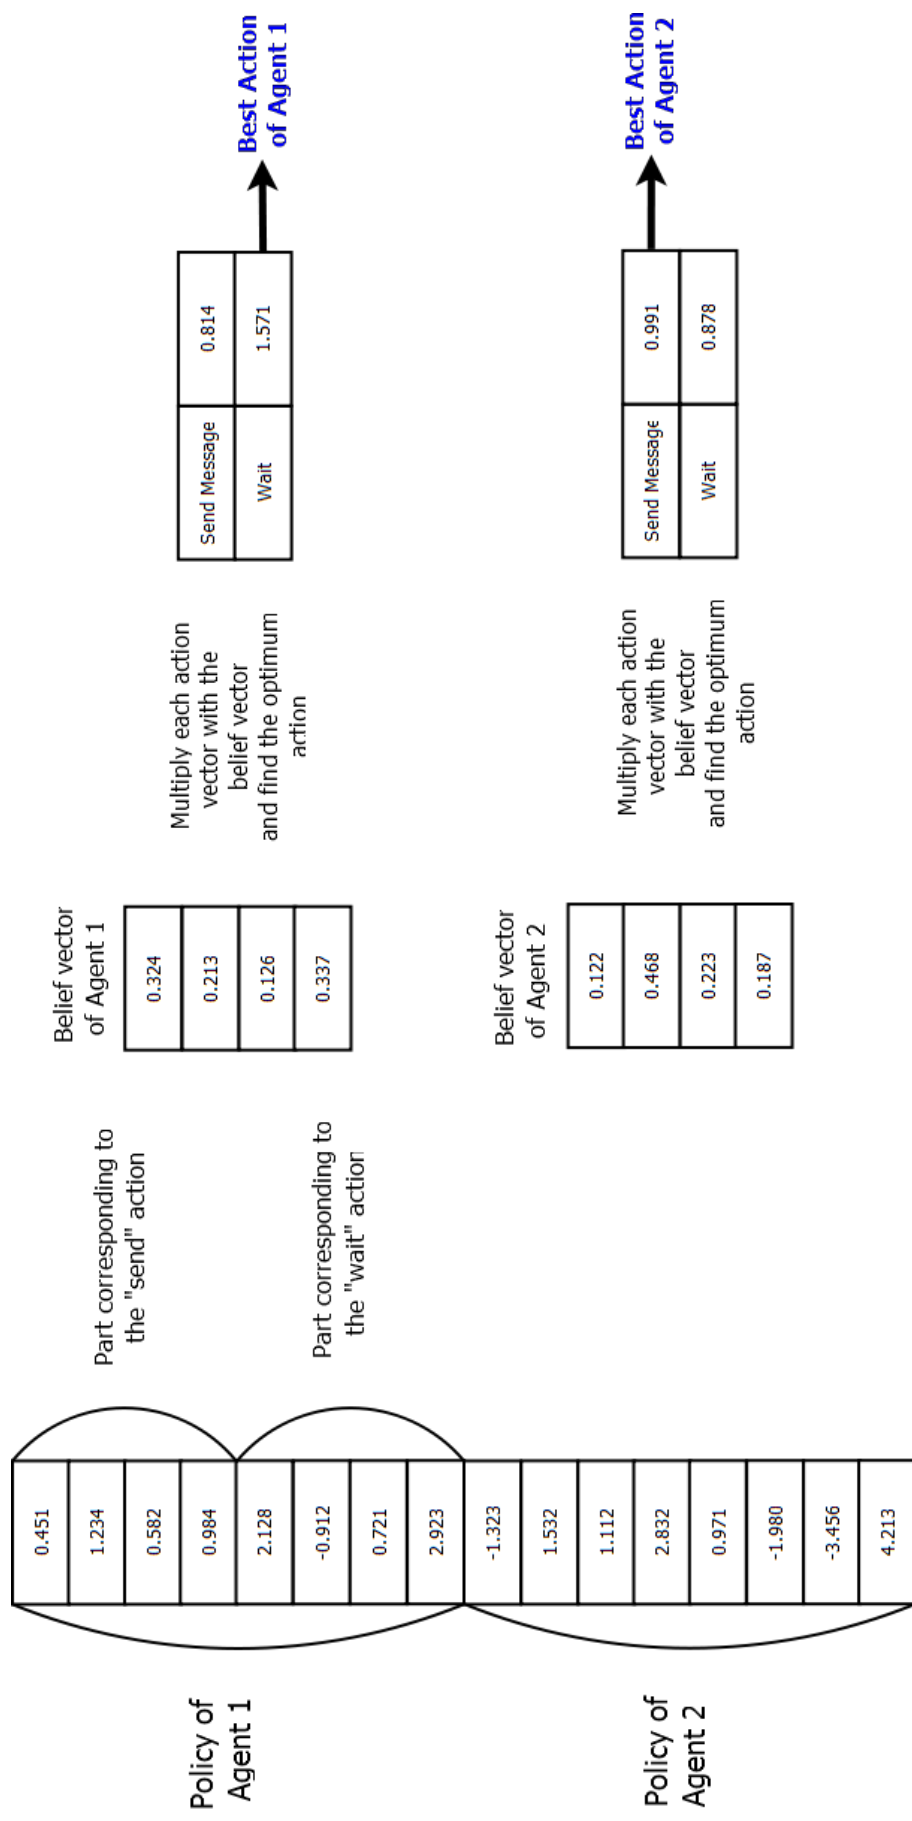 Policy of
Agent 1
0.451
1.234
0.582
0.984
2.128
-0.912
0.721
2.923
Part corresponding to
the "send" action
Part corresponding to
the "wait" action
Belief vector
of Agent 1
0.324
0.213
0.126
0.337
Multiply each action
vector with the
belief vector
and find the optimum
action
Send Message 0.814
Wait 1.571
Best Action
of Agent 1
Policy of
Agent 2
-1.323
1.532
1.112
2.832
0.971
-1.980
-3.456
4.213
Belief vector
of Agent 2
0.122
0.468
0.223
0.187
Multiply each action
vector with the
belief vector
and find the optimum
action
Send Message 0.991
Wait 0.878
Best Action
of Agent 2